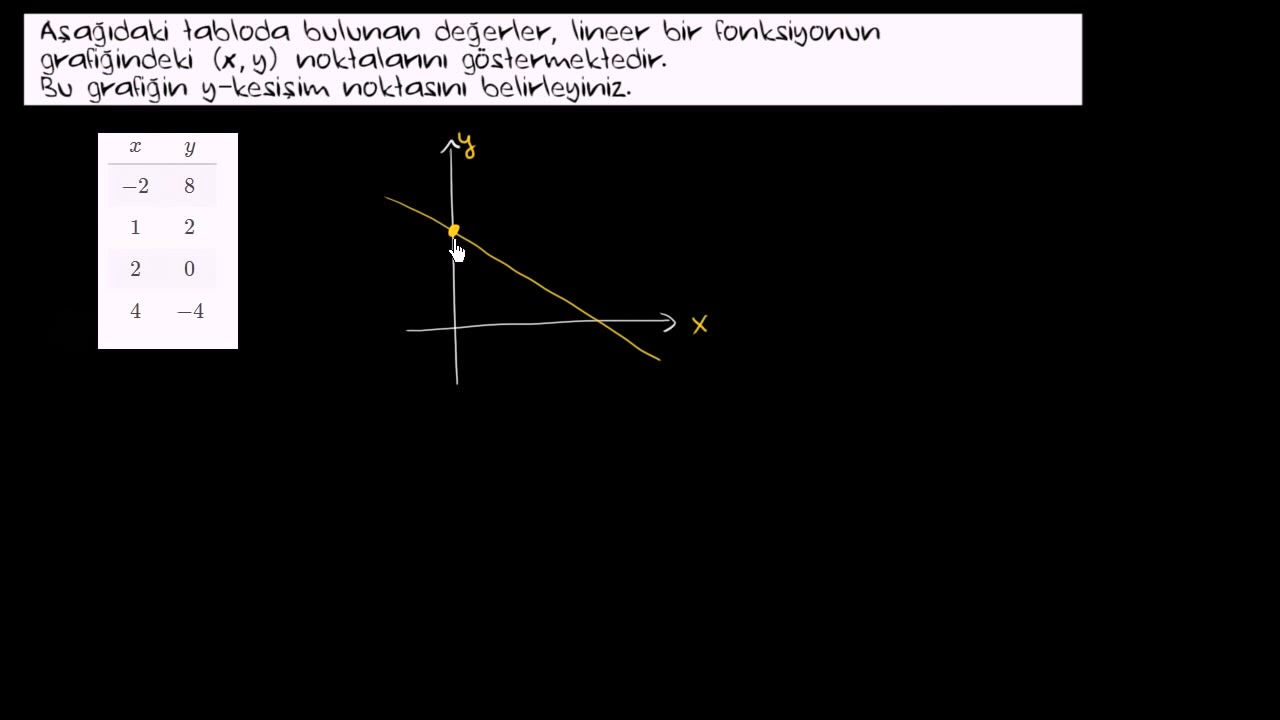 Aşağıdaki tabloda bulunan değerler, lineer bir fonksiyonun
grafiğindeki (x, y) noktalarını göstermektedir.
Bu grafiğin y-kesişim noktasını belirleyiniz.
x y
−2 8
1 2
2 0
4 −4
y
x